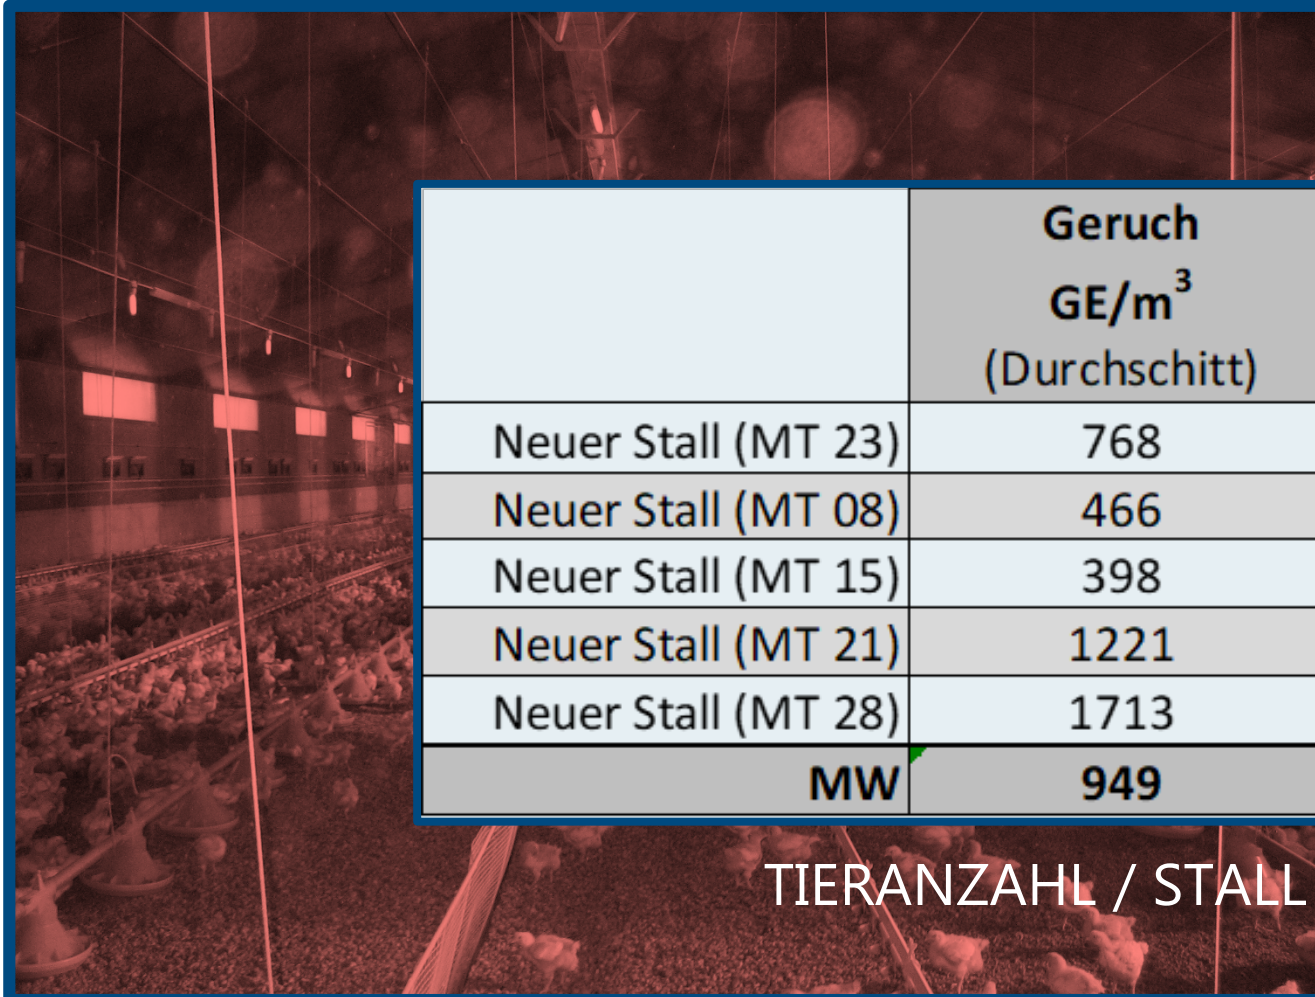 Geruch
GE/m³
(Durchschitt)
Neuer Stall (MT 23) 768
Neuer Stall (MT 08) 466
Neuer Stall (MT 15) 398
Neuer Stall (MT 21) 1221
Neuer Stall (MT 28) 1713
MW 949
TIERANZAHL / STALL